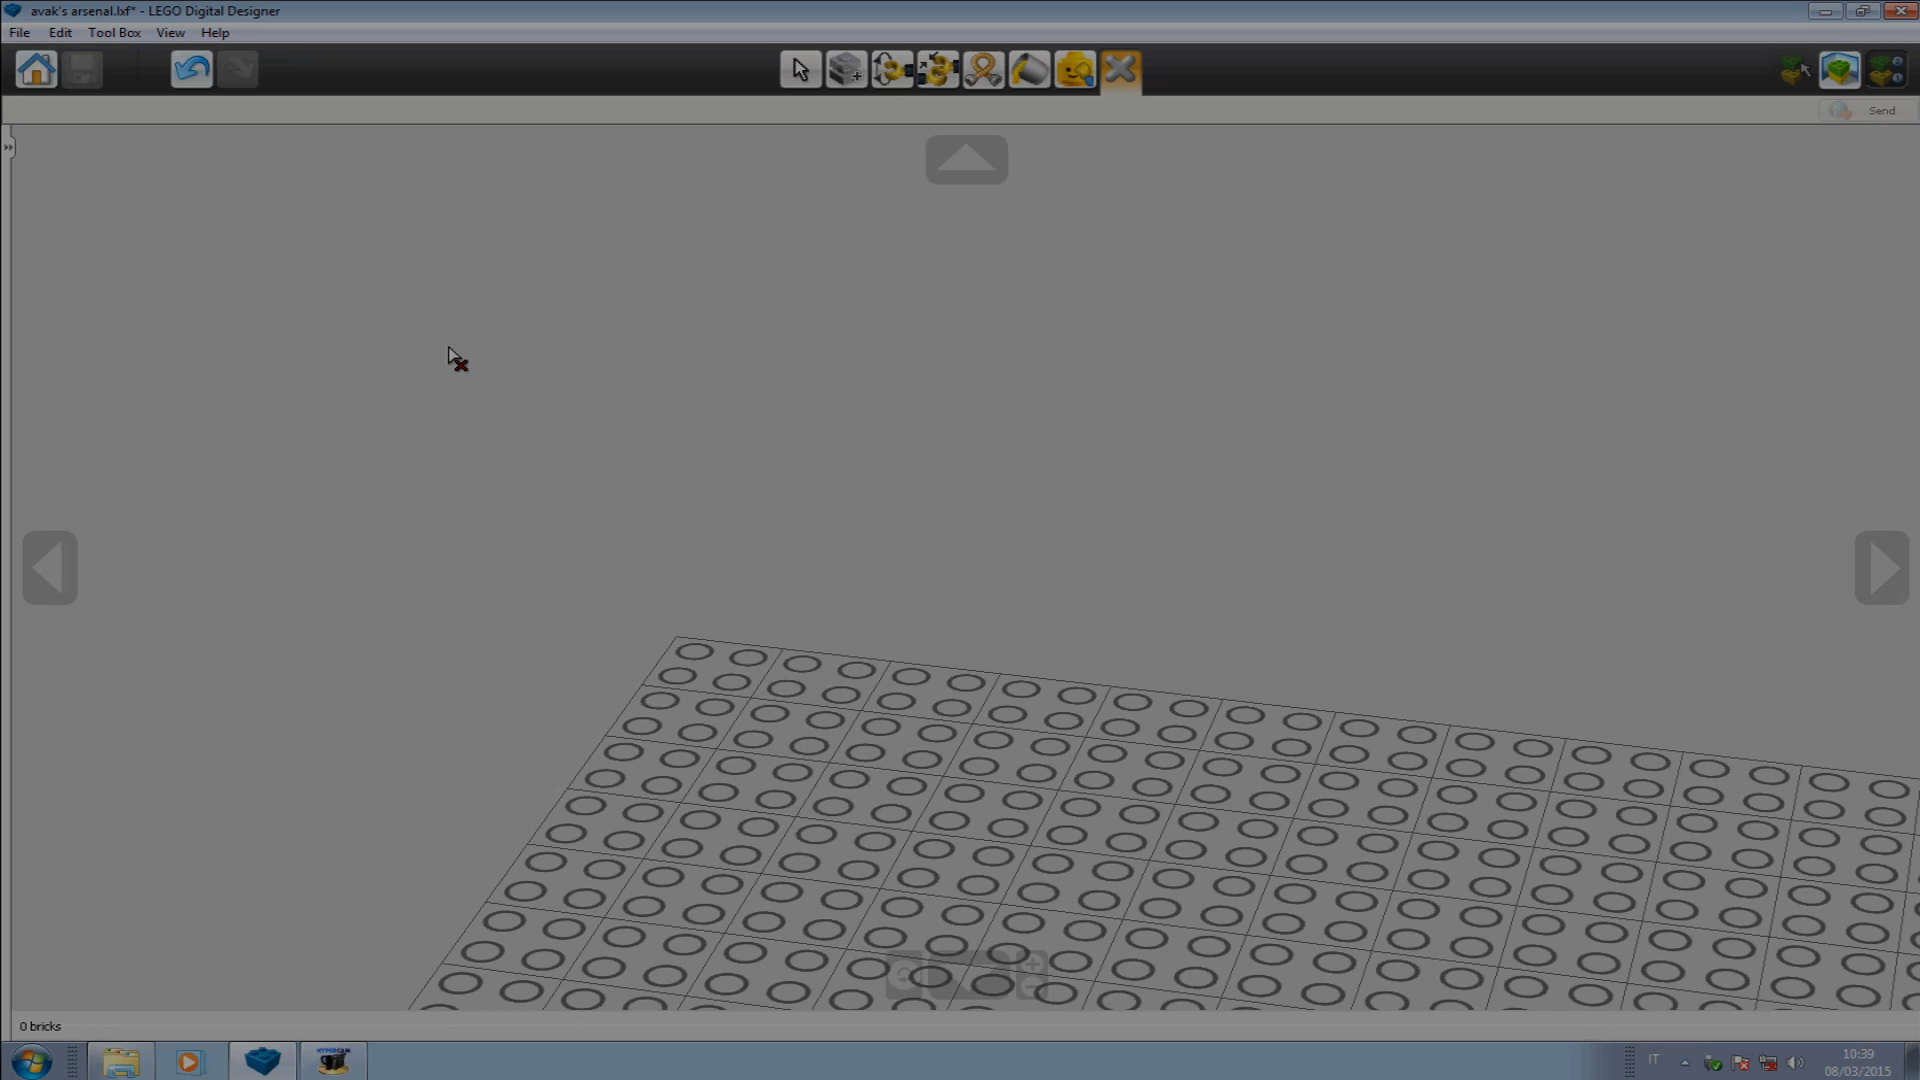 avak's arsenal.lxf* - LEGO Digital Designer
File Edit Tool Box View Help
Send
0 bricks
IT
10:39
08/03/2015